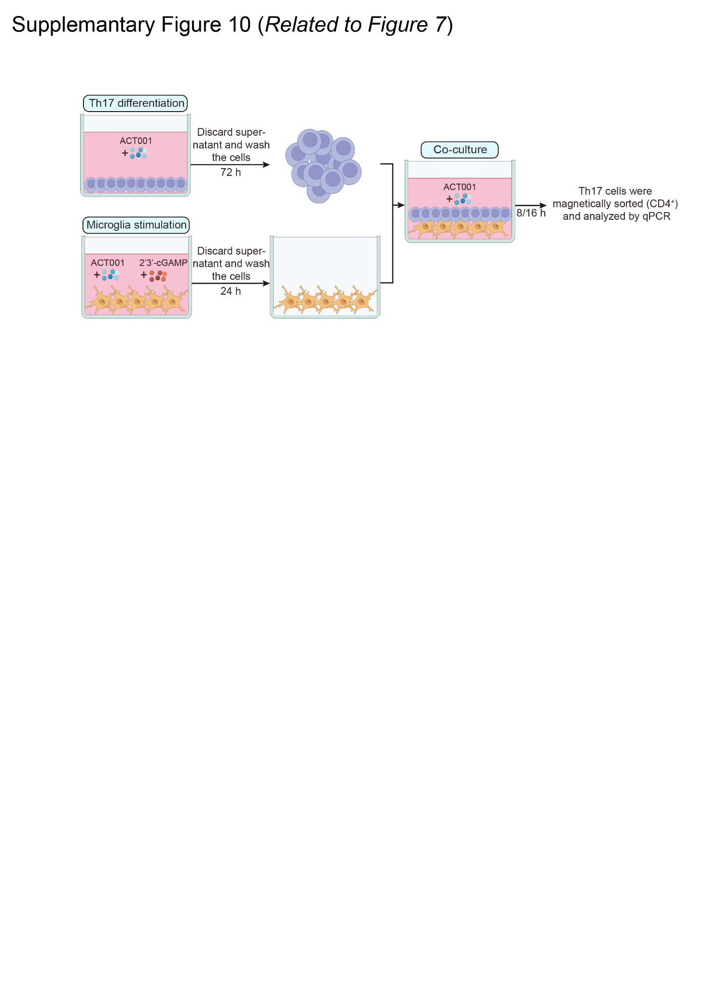 Supplemantary Figure 10 (Related to Figure 7)
Th17 differentiation
ACT001
+
Discard super-
natant and wash
the cells
72 h
Microglia stimulation
ACT001
+
2’3’-cGAMP
+
Discard super-
natant and wash
the cells
24 h
Co-culture
ACT001
+
8/16 h
Th17 cells were
magnetically sorted (CD4⁺)
and analyzed by qPCR